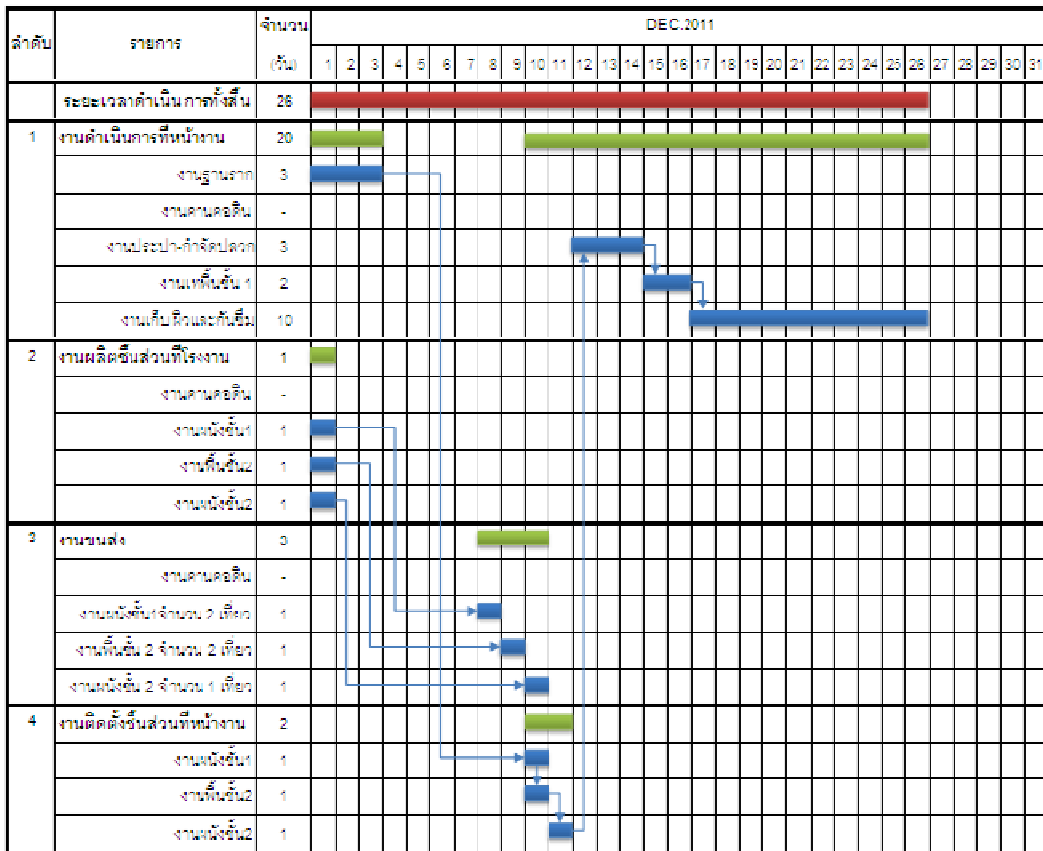 ลำดับ รายการ จำนวน (วัน) DEC.2011
1 2 3 4 5 6 7 8 9 10 11 12 13 14 15 16 17 18 19 20 21 22 23 24 25 26 27 28 29 30 31
ระยะเวลาดำเนินการทั้งสิ้น 26
1 งานดำเนินการที่หน้างาน 20
งานฐานราก 3
งานคานคอดิน -
งานประปา-กำจัดปลวก 3
งานเทพื้นชั้น 1 2
งานเก็บผิวและกันซึม 10
2 งานผลิตชิ้นส่วนที่โรงงาน 1
งานคานคอดิน -
งานผนังชั้น1 1
งานพื้นชั้น2 1
งานผนังชั้น2 1
3 งานขนส่ง 3
งานคานคอดิน -
งานผนังชั้น1จำนวน 2 เที่ยว 1
งานพื้นชั้น 2 จำนวน 2 เที่ยว 1
งานผนังชั้น 2 จำนวน 1 เที่ยว 1
4 งานติดตั้งชิ้นส่วนที่หน้างาน 2
งานผนังชั้น1 1
งานพื้นชั้น2 1
งานผนังชั้น2 1